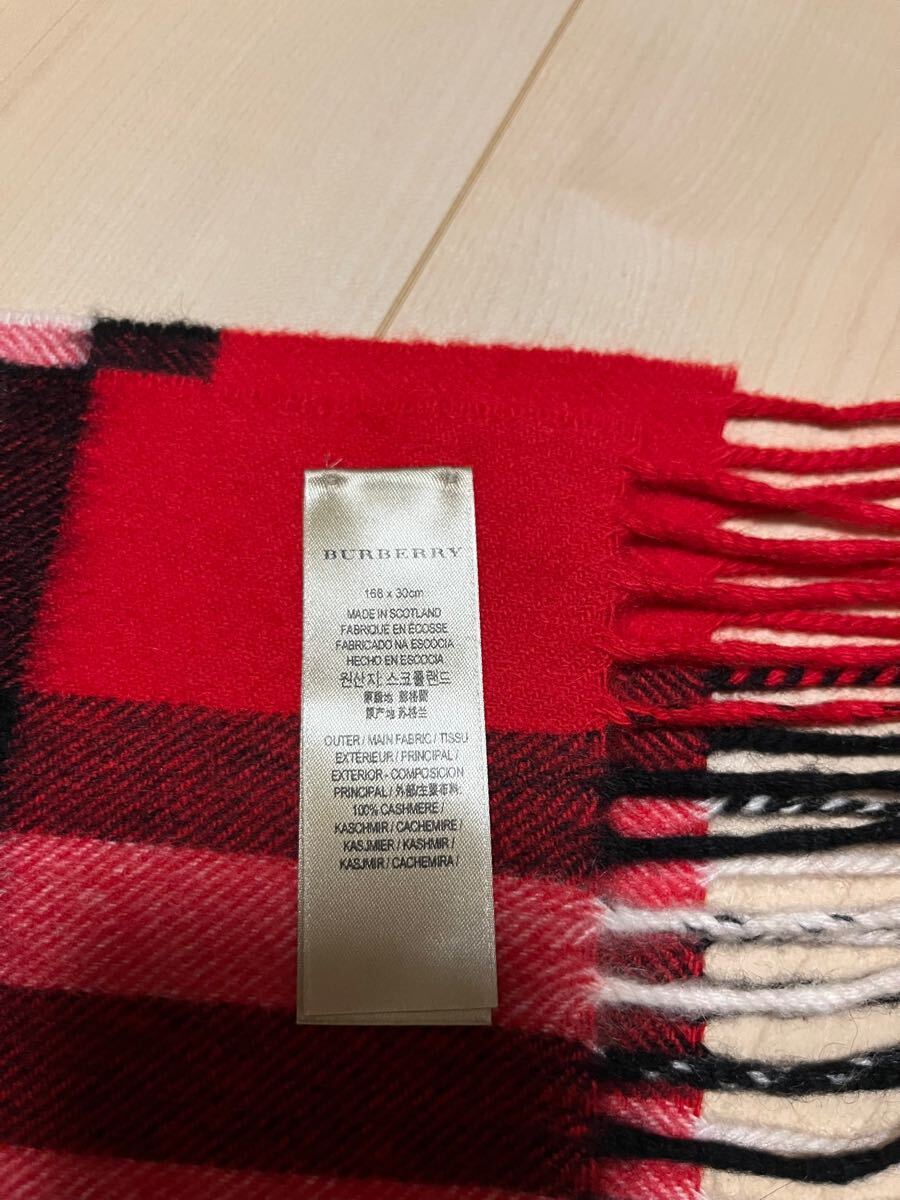 BURBERRY
168 x 30cm
MADE IN SCOTLAND
FABRIQUE EN ÉCOSSE
FABRICADO NA ESCOCIA
HECHO EN ESCOCIA
원산지: 스코틀랜드
原產地 蘇格蘭
原产地 苏格兰
OUTER / MAIN FABRIC / TISSU
EXTERIEUR / PRINCIPAL /
EXTERIOR - COMPOSICION
PRINCIPAL / 外部/主要布料:
100% CASHMERE /
KASCHMIR / CACHEMIRE /
KASJMIER / KASHMIR /
KASJMIR / CACHEMIRA /